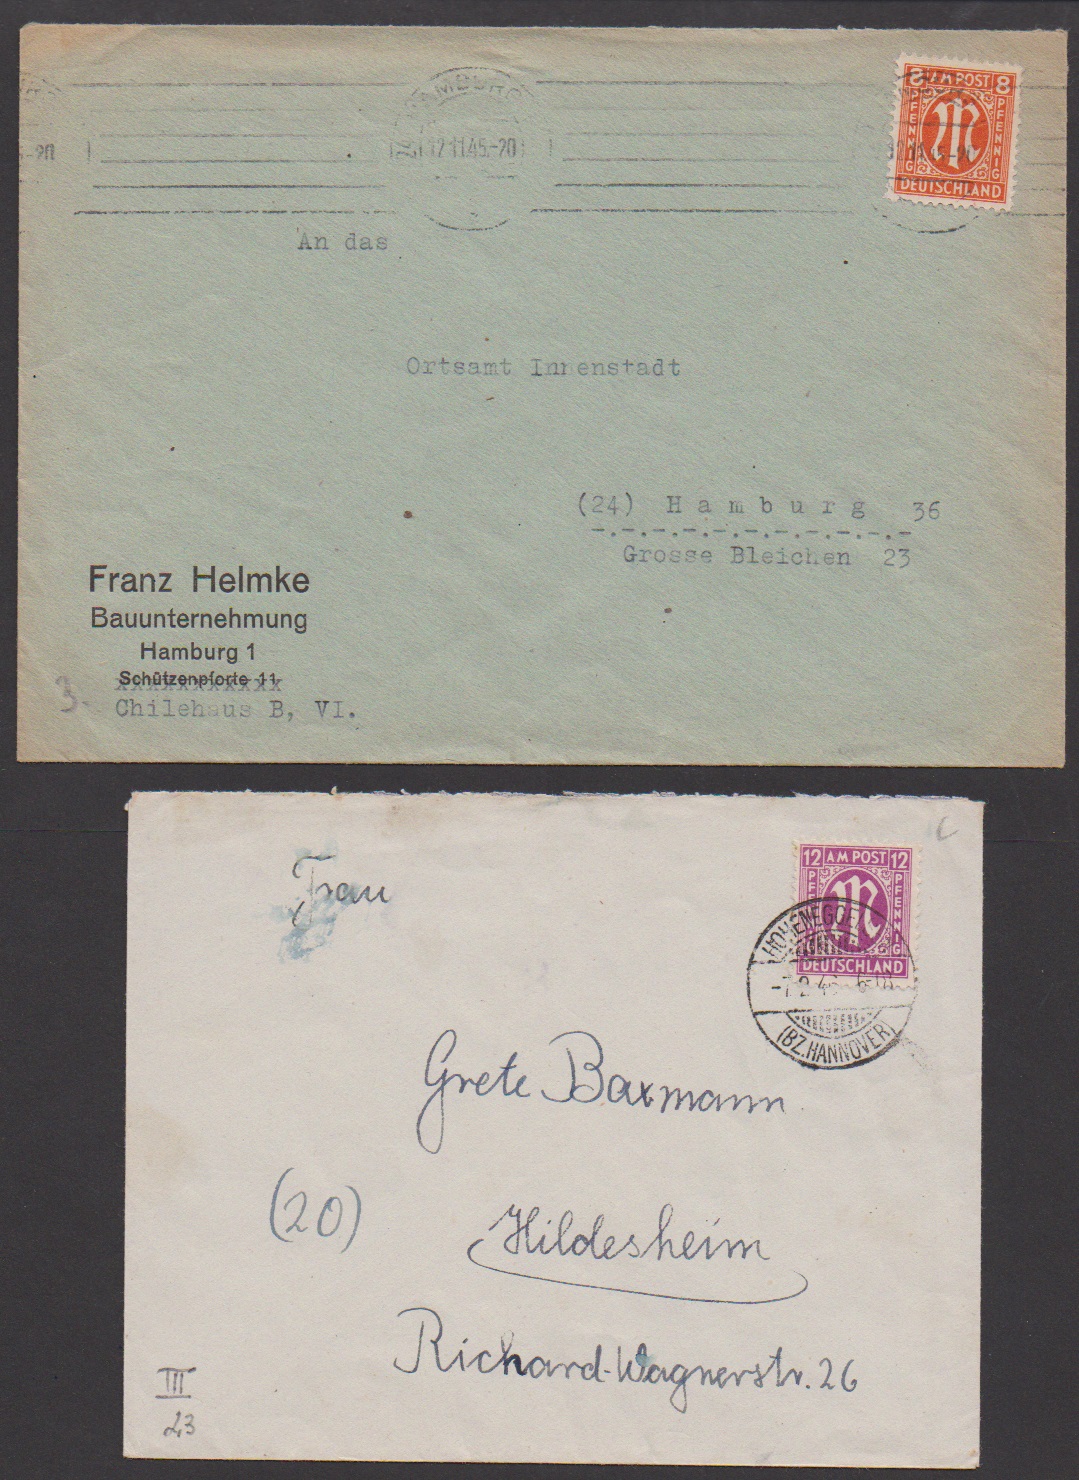 HAMBURG
12.11.45.-20
8 AM POST 8
PFENNIG
PFENNIG
DEUTSCHLAND
An das
Ortsamt Innenstadt
(24) Hamburg 36
Grosse Bleichen 23
Franz Helmke
Bauunternehmung
Hamburg 1
Schützenpforte 11
xxxxxxxxxxxx
3. Chilehaus B, VI.
12 AM POST 12
PFENNIG
PFENNIG
DEUTSCHLAND
(BZ.HANNOVER)
Frau
Grete Baxmann
(20) Hildesheim
Richard-Wagnerstr. 26
III
23